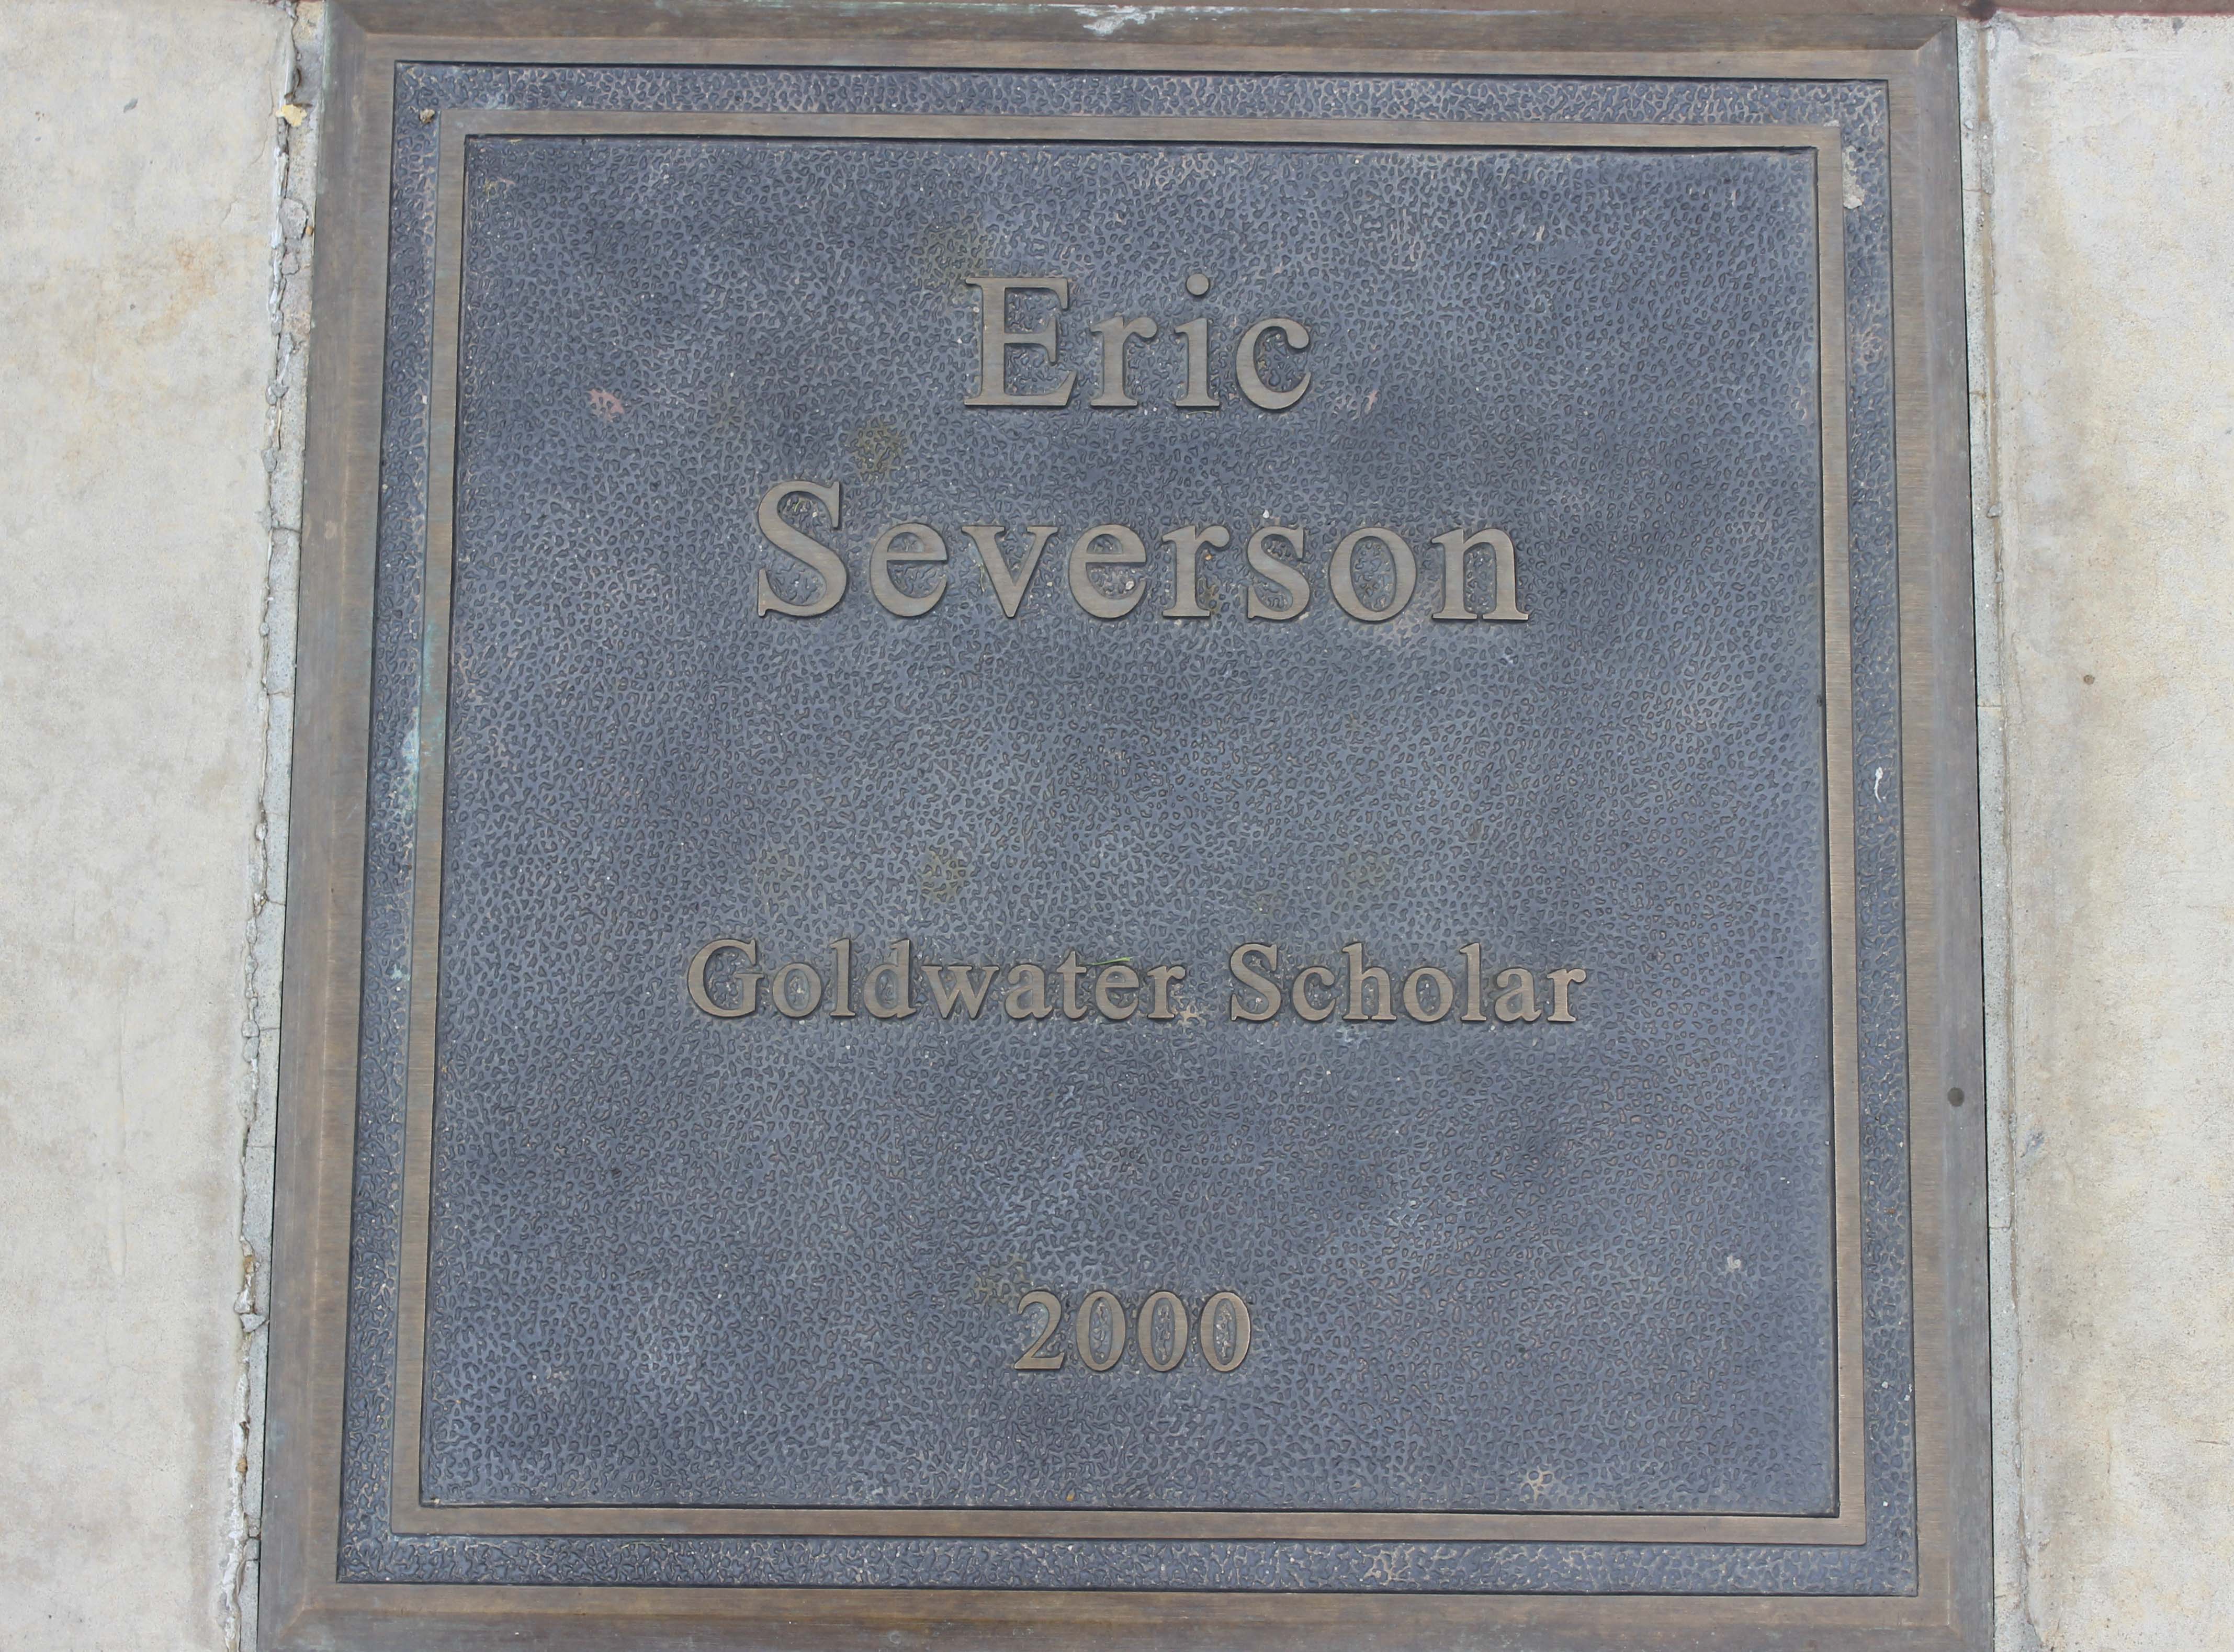 Eric
Severson
Goldwater Scholar
2000